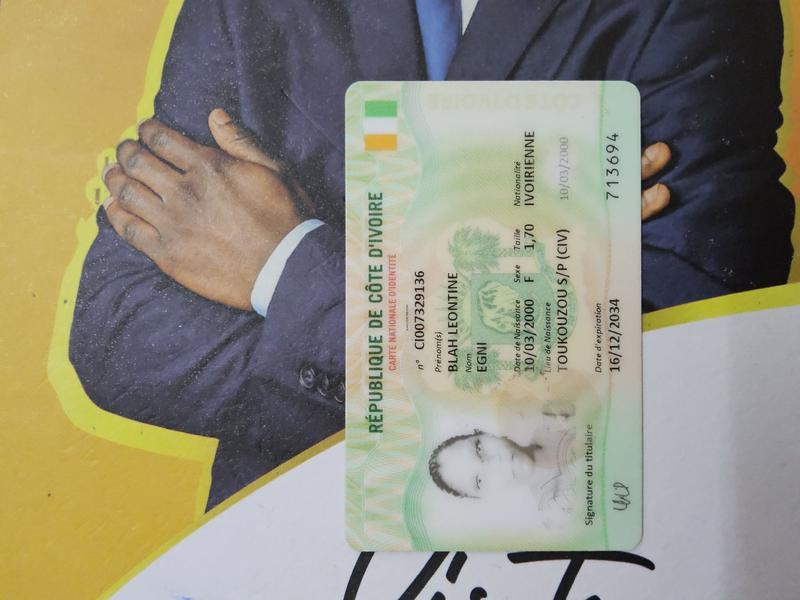 CÔTE D'IVOIRE
RÉPUBLIQUE DE CÔTE D'IVOIRE
CARTE NATIONALE D'IDENTITÉ
n° CI007329136
Prénom(s)
BLAH LEONTINE
Nom
EGNI
Date de Naissance Sexe Taille Nationalité
10/03/2000 F 1,70 IVOIRIENNE
Lieu de Naissance
TOUKOUZOU S/P (CIV)
10/03/2000
Date d'expiration
16/12/2034
713694
Signature du titulaire